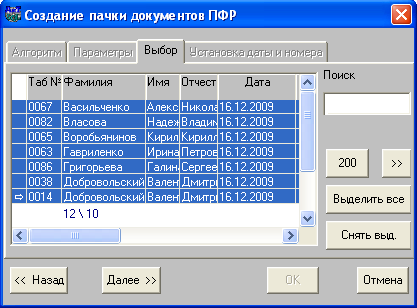 Создание пачки документов ПФР
Алгоритм Параметры Выбор Установка даты и номера
Таб № Фамилия Имя Отчест Дата
0067 Васильченко Алекс Никола 16.12.2009
0082 Власова Надеж Владим 16.12.2009
0065 Воробьянинов Кирил Кирилл 16.12.2009
0063 Гавриленко Ирина Петров 16.12.2009
0086 Григорьева Галин Сергее 16.12.2009
0038 Добровольский Вален Дмитри 16.12.2009
0014 Добровольский Вален Дмитри 16.12.2009
12 \ 10
Поиск
200 >>
Выделить все
Снять выд.
<< Назад Далее >> OK Отмена